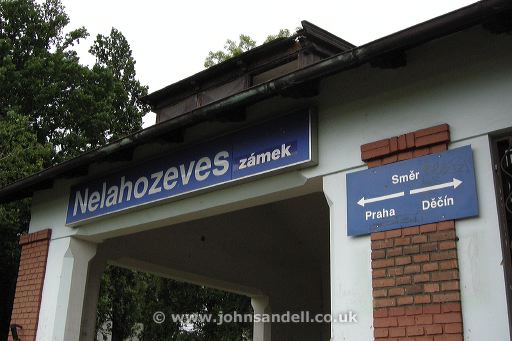 Nelahozeves zámek
Směr
Praha Děčín
© www.johnsandell.co.uk ©